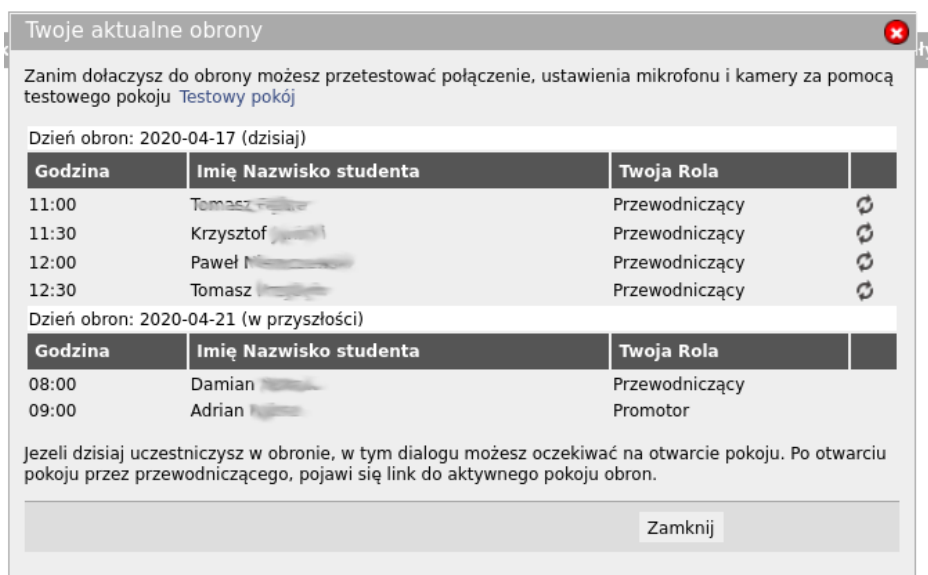 Twoje aktualne obrony
Zanim dołaczysz do obrony możesz przetestować połączenie, ustawienia mikrofonu i kamery za pomocą
testowego pokoju Testowy pokój
Dzień obron: 2020-04-17 (dzisiaj)
Godzina Imię Nazwisko studenta Twoja Rola
11:00 Tomasz Przewodniczący
11:30 Krzysztof Przewodniczący
12:00 Paweł Przewodniczący
12:30 Tomasz Przewodniczący
Dzień obron: 2020-04-21 (w przyszłości)
Godzina Imię Nazwisko studenta Twoja Rola
08:00 Damian Przewodniczący
09:00 Adrian Promotor
Jezeli dzisiaj uczestniczysz w obronie, w tym dialogu możesz oczekiwać na otwarcie pokoju. Po otwarciu
pokoju przez przewodniczącego, pojawi się link do aktywnego pokoju obron.
Zamknij